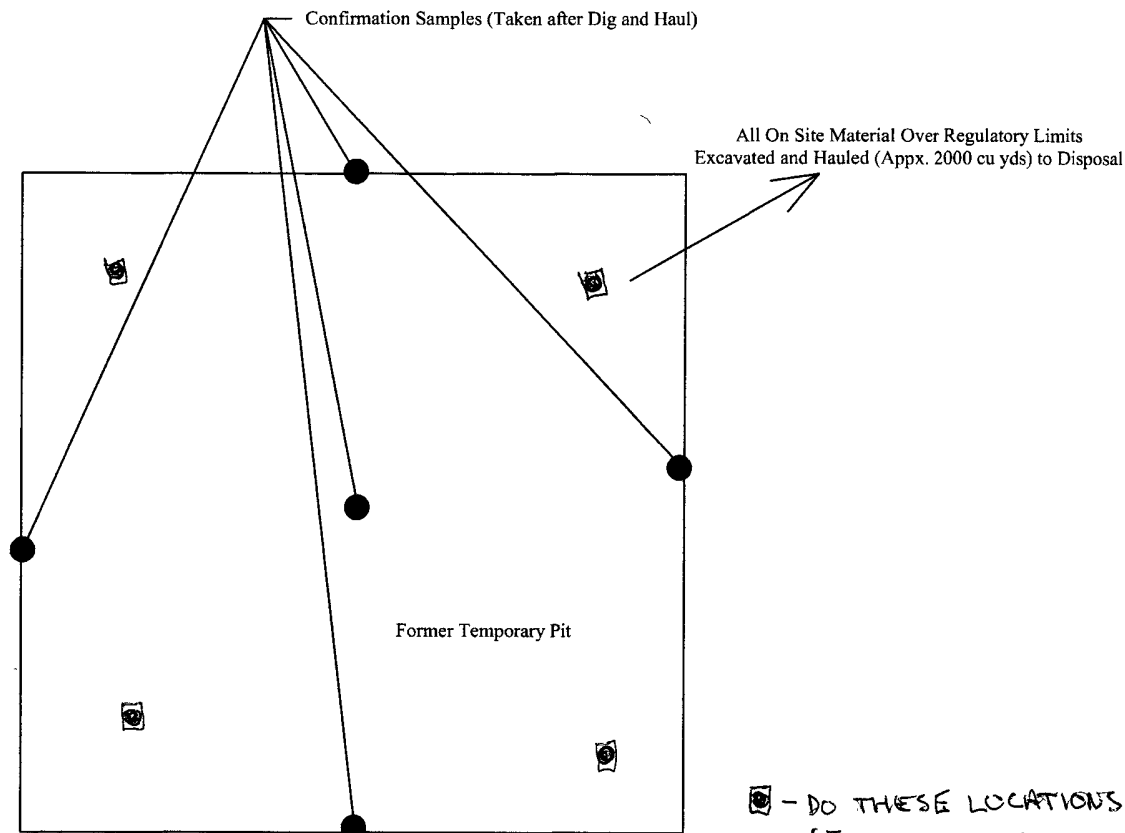 Confirmation Samples (Taken after Dig and Haul)
All On Site Material Over Regulatory Limits
Excavated and Hauled (Appx. 2000 cu yds) to Disposal
Former Temporary Pit
- DO THESE LOCATIONS